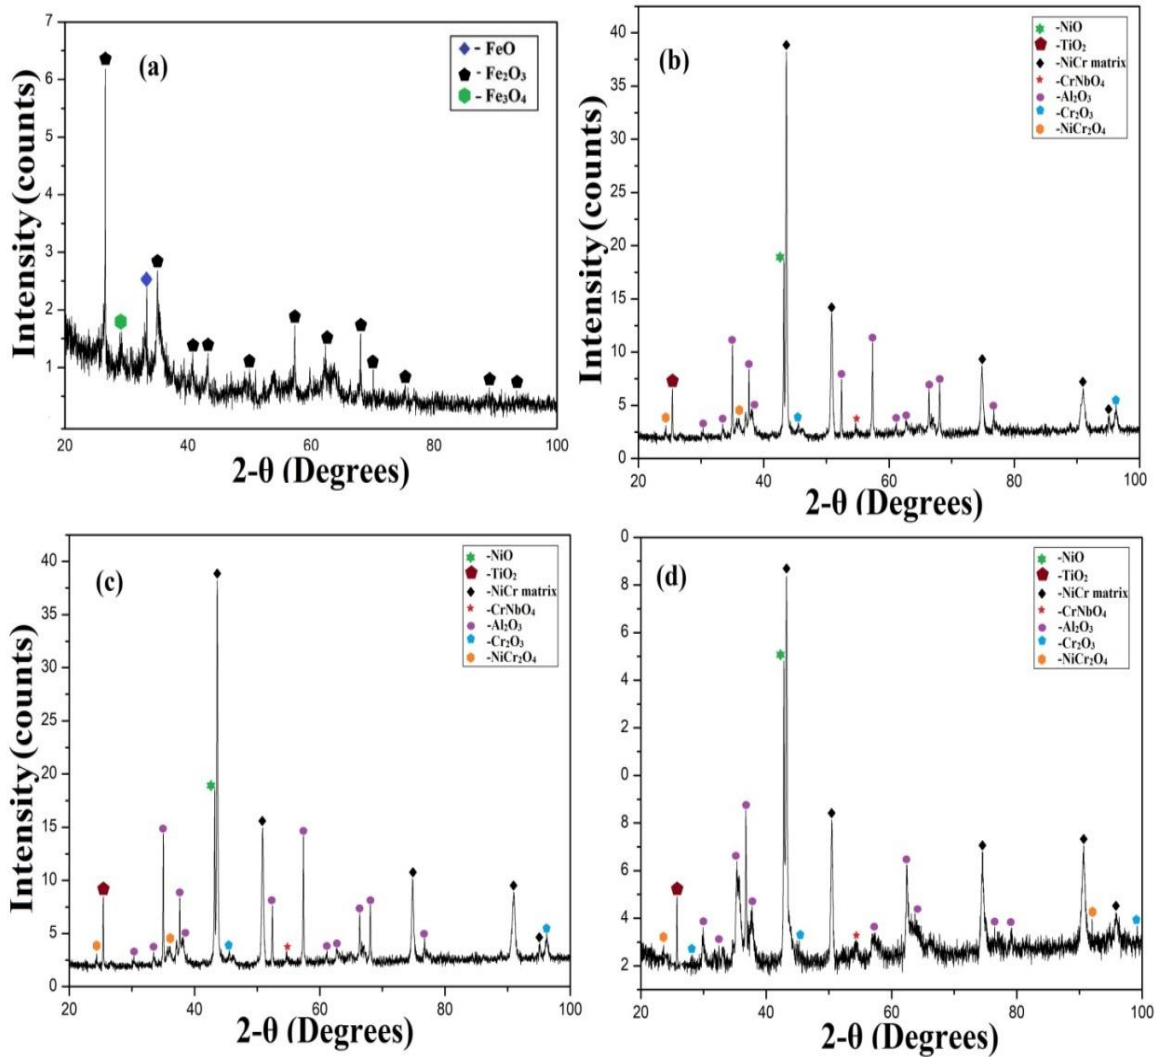 7
6
5
4
3
2
1
20 40 60 80 100
Intensity (counts)
2-θ (Degrees)
(a)
- FeO
- Fe₂O₃
- Fe₃O₄
40
35
30
25
20
15
10
5
0
20 40 60 80 100
Intensity (counts)
2-θ (Degrees)
(b)
-NiO
-TiO₂
-NiCr matrix
-CrNbO₄
-Al₂O₃
-Cr₂O₃
-NiCr₂O₄
40
35
30
25
20
15
10
5
0
20 40 60 80 100
Intensity (counts)
2-θ (Degrees)
(c)
-NiO
-TiO₂
-NiCr matrix
-CrNbO₄
-Al₂O₃
-Cr₂O₃
-NiCr₂O₄
0
8
6
4
2
0
8
6
4
2
20 40 60 80 100
2-θ (Degrees)
(d)
-NiO
-TiO₂
-NiCr matrix
-CrNbO₄
-Al₂O₃
-Cr₂O₃
-NiCr₂O₄